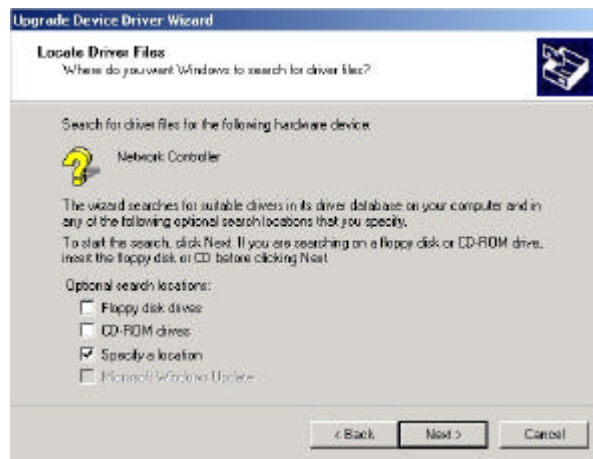 Upgrade Device Driver Wizard
Locate Driver Files
Where do you want Windows to search for driver files?
Search for driver files for the following hardware device:
Network Controller
The wizard searches for suitable drivers in its driver database on your computer and in
any of the following optional search locations that you specify.
To start the search, click Next. If you are searching on a floppy disk or CD-ROM drive,
insert the floppy disk or CD before clicking Next.
Optional search locations:
Floppy disk drives
CD-ROM drives
Specify a location
Microsoft Windows Update
< Back
Next >
Cancel